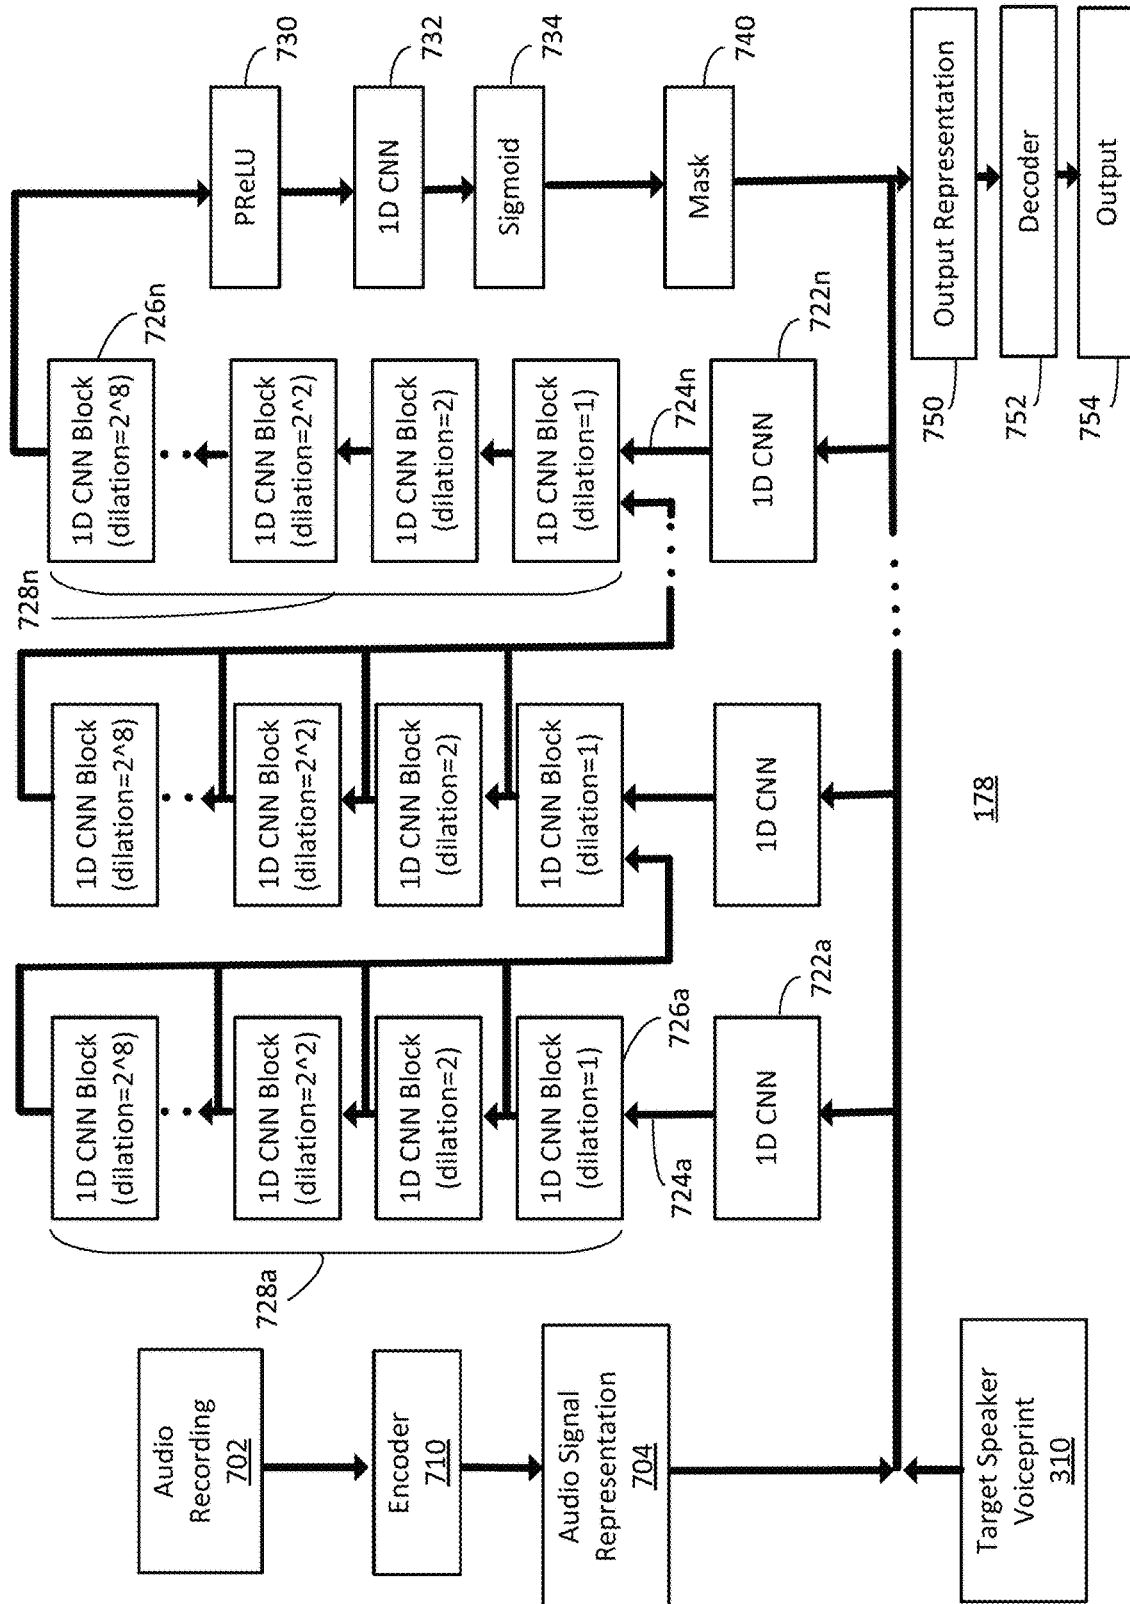 Audio
Recording
702
Encoder
710
Audio Signal
Representation
704
Target Speaker
Voiceprint
310
728a
1D CNN Block
(dilation=2^8)
1D CNN Block
(dilation=2^2)
1D CNN Block
(dilation=2)
1D CNN Block
(dilation=1)
726a
724a
1D CNN
722a
1D CNN Block
(dilation=2^8)
1D CNN Block
(dilation=2^2)
1D CNN Block
(dilation=2)
1D CNN Block
(dilation=1)
1D CNN
178
728n
1D CNN Block
(dilation=2^8)
726n
1D CNN Block
(dilation=2^2)
1D CNN Block
(dilation=2)
1D CNN Block
(dilation=1)
724n
1D CNN
722n
PReLU
730
1D CNN
732
Sigmoid
734
Mask
740
Output Representation
750
Decoder
752
Output
754